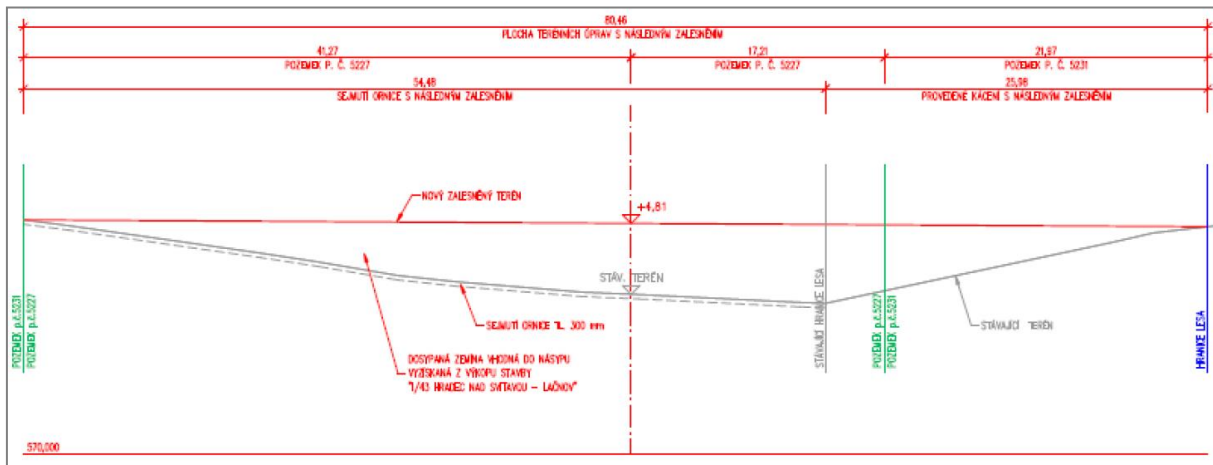 80,46
PLOCHA TERÉNNÍCH ÚPRAV S NÁSLEDNÝM ZALESNĚNÍM
41,27
17,21
21,97
POZEMEK P. Č. 5227
POZEMEK P. Č. 5227
POZEMEK P. Č. 5231
54,48
25,98
SEJMUTÍ ORNICE S NÁSLEDNÝM ZALESNĚNÍM
PROVEDENÉ KÁCENÍ S NÁSLEDNÝM ZALESNĚNÍM
NOVÝ ZALESNĚNÝ TERÉN
+4,81
STÁV. TERÉN
SEJMUTÍ ORNICE TL. 300 mm
STÁVAJÍCÍ TERÉN
DOSYPANÁ ZEMINA VHODNÁ DO NÁSYPU
VYZÍSKANÁ Z VÝKOPU STAVBY
"I/43 HRADEC NAD SVITAVOU – LAČNOV"
POZEMEK p.č.5231
POZEMEK p.č.5227
STÁVAJÍCÍ HRANICE LESA
POZEMEK p.č.5227
POZEMEK p.č.5231
HRANICE LESA
570,000